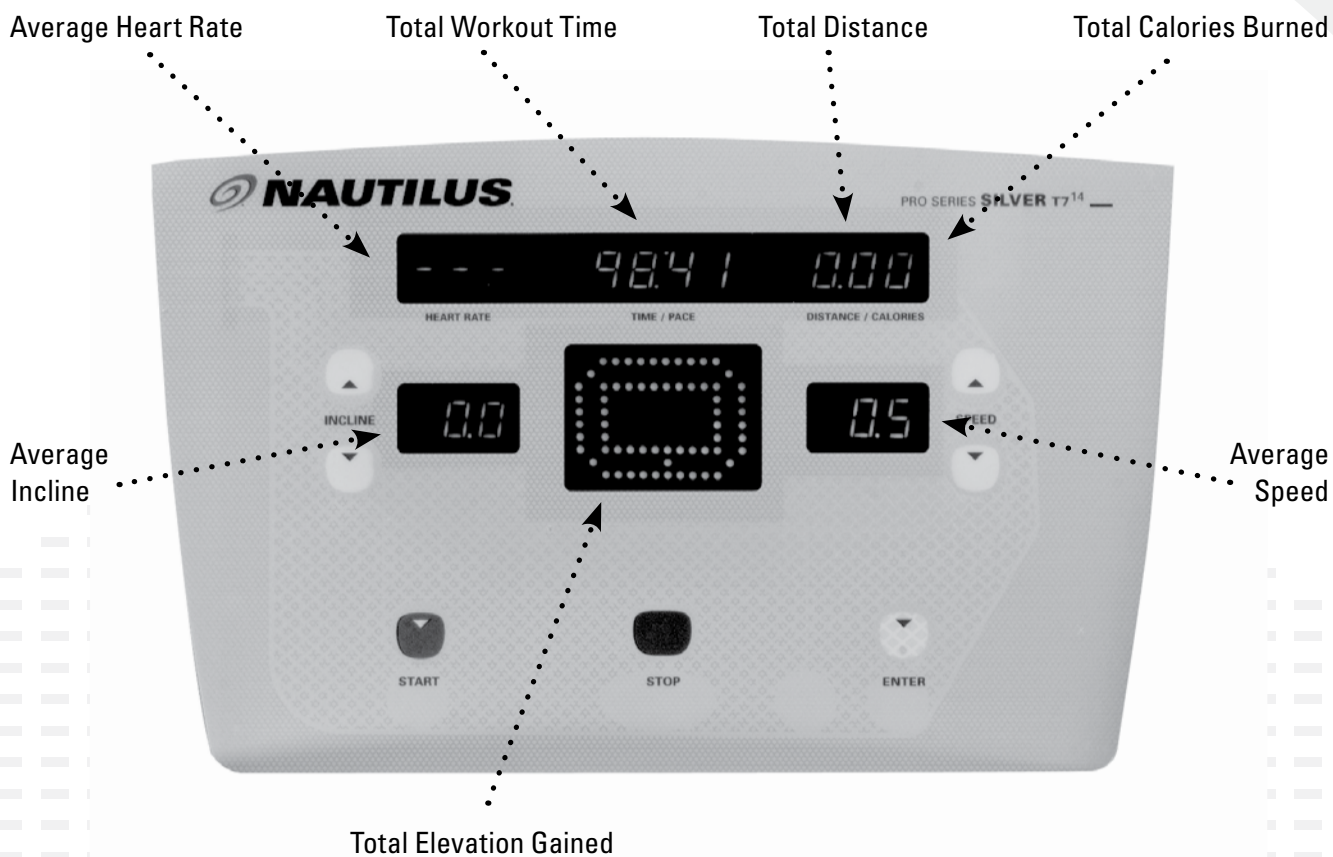 Average Heart Rate
Total Workout Time
Total Distance
Total Calories Burned
NAUTILUS
PRO SERIES SILVER T7 14
- - -
98:41
0.00
HEART RATE
TIME / PACE
DISTANCE / CALORIES
INCLINE
0.0
0.5
SPEED
Average
Incline
Average
Speed
START
STOP
ENTER
Total Elevation Gained